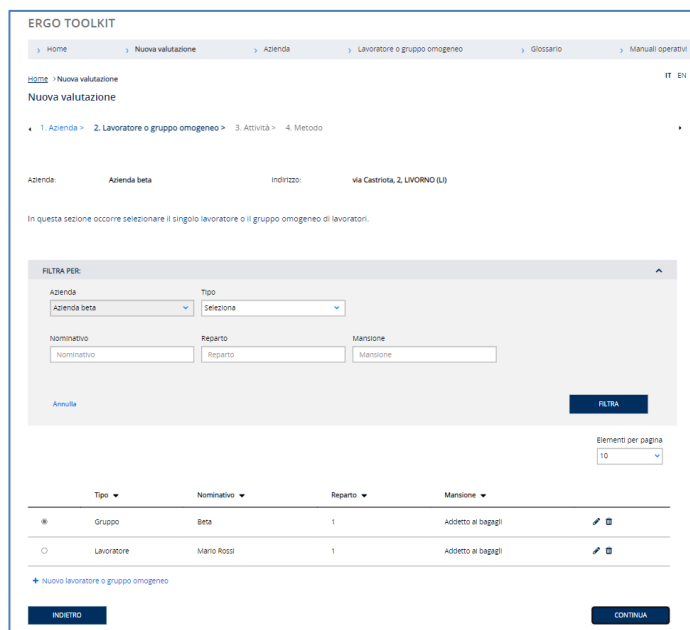 ERGO TOOLKIT
Home Nuova valutazione Azienda Lavoratore o gruppo omogeneo Glossario Manuali operativi
Home > Nuova valutazione IT EN
Nuova valutazione
1. Azienda > 2. Lavoratore o gruppo omogeneo > 3. Attività > 4. Metodo
Azienda: Azienda beta Indirizzo: via Castriota, 2, LIVORNO (LI)
In questa sezione occorre selezionare il singolo lavoratore o il gruppo omogeneo di lavoratori.
FILTRA PER:
Azienda Tipo
Azienda beta Seleziona
Nominativo Reparto Mansione
Nominativo Reparto Mansione
Annulla FILTRA
Elementi per pagina
10
Tipo Nominativo Reparto Mansione
Gruppo Beta 1 Addetto ai bagagli
Lavoratore Mario Rossi 1 Addetto ai bagagli
+ Nuovo lavoratore o gruppo omogeneo
INDIETRO CONTINUA